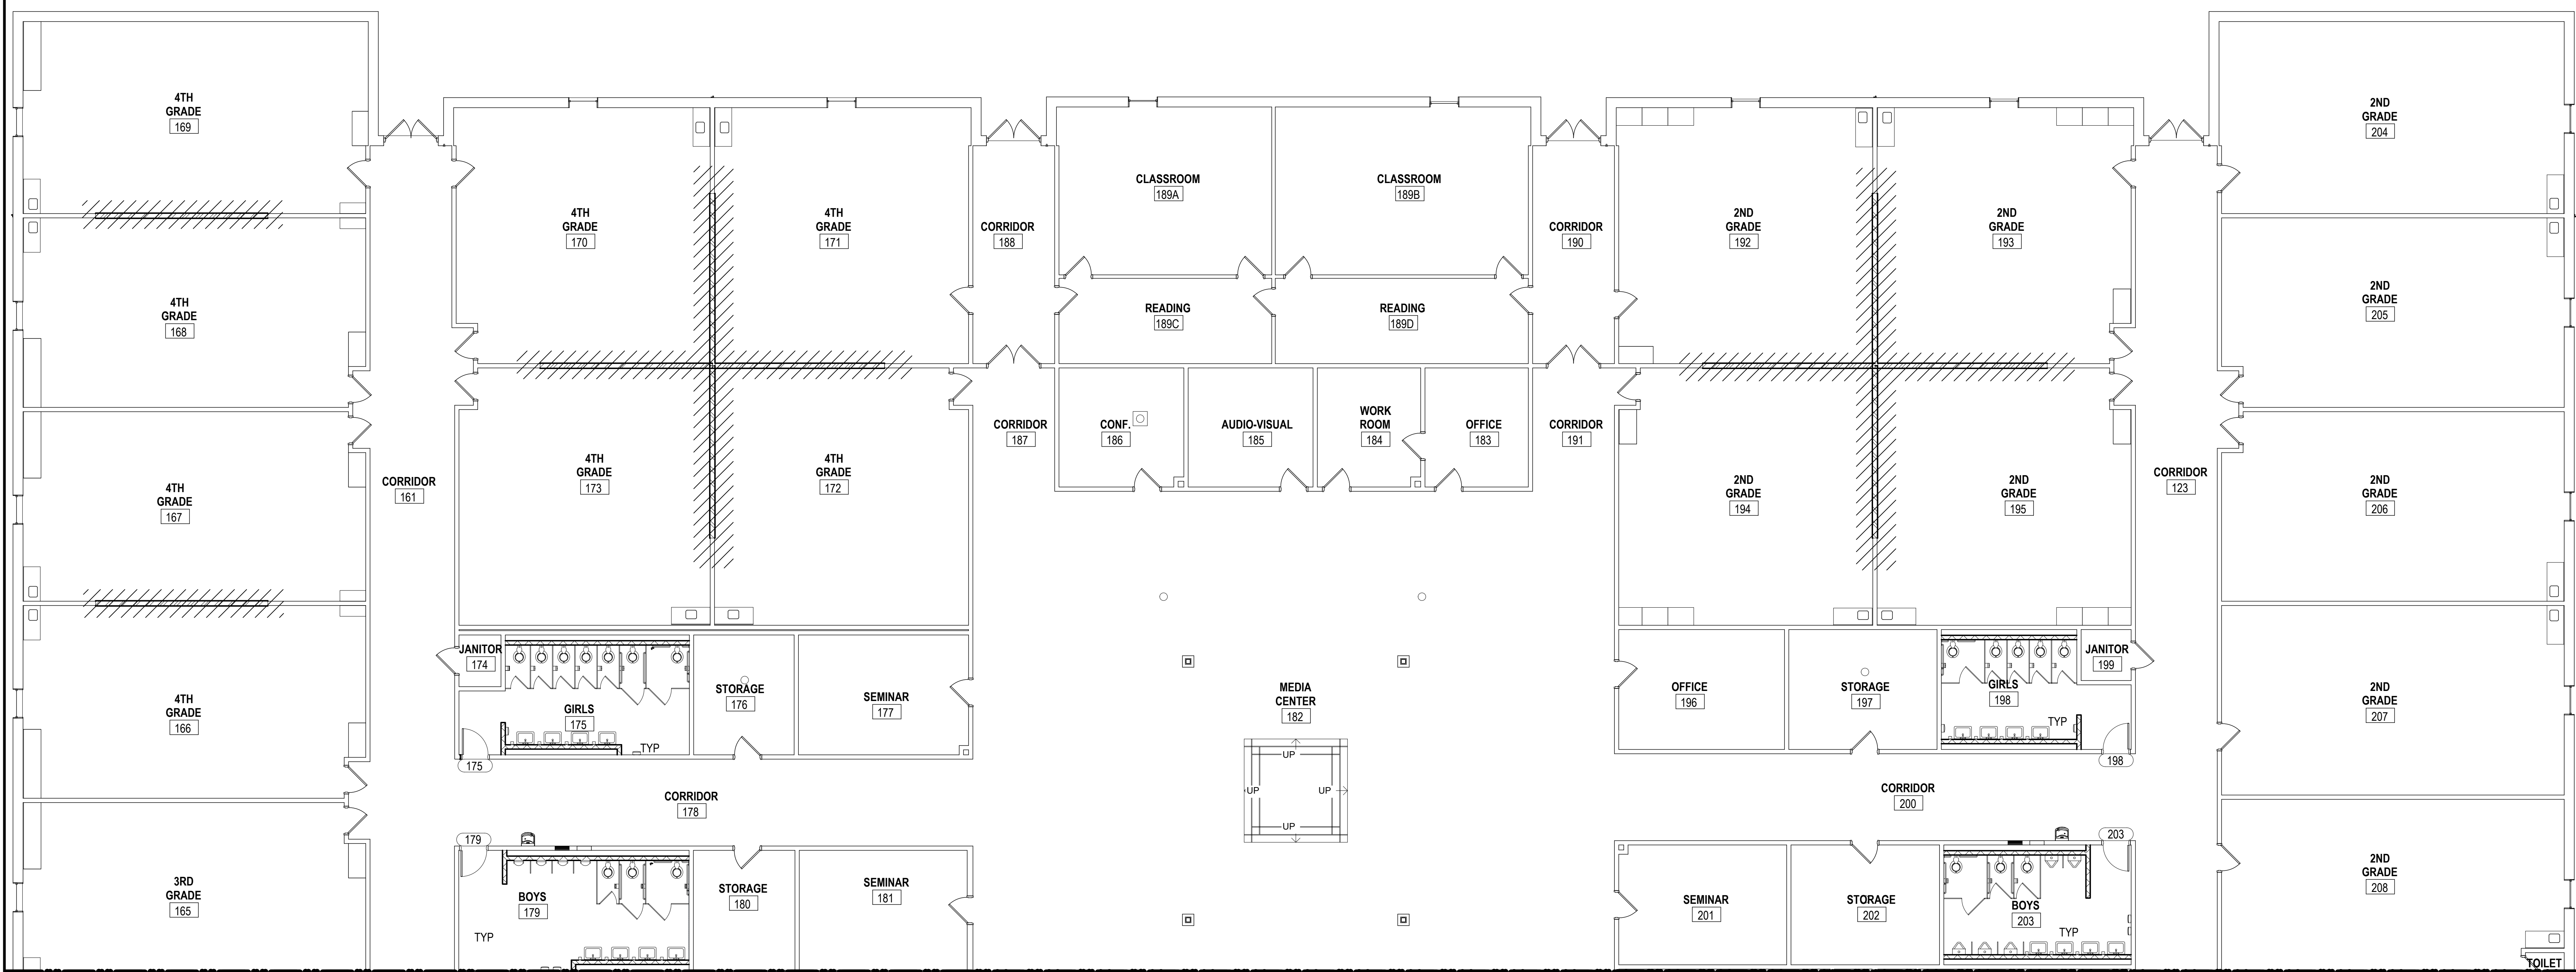 4TH
GRADE
169
4TH
GRADE
168
4TH
GRADE
167
4TH
GRADE
166
3RD
GRADE
165
CORRIDOR
161
4TH
GRADE
170
4TH
GRADE
171
4TH
GRADE
173
4TH
GRADE
172
JANITOR
174
GIRLS
175
TYP
175
STORAGE
176
SEMINAR
177
CORRIDOR
178
179
BOYS
179
TYP
STORAGE
180
SEMINAR
181
CORRIDOR
188
CORRIDOR
187
CLASSROOM
189A
CLASSROOM
189B
READING
189C
READING
189D
CONF.
186
AUDIO-VISUAL
185
WORK
ROOM
184
OFFICE
183
MEDIA
CENTER
182
UP
UP
UP
UP
CORRIDOR
190
CORRIDOR
191
2ND
GRADE
192
2ND
GRADE
193
2ND
GRADE
194
2ND
GRADE
195
OFFICE
196
STORAGE
197
GIRLS
198
TYP
JANITOR
199
198
CORRIDOR
200
203
SEMINAR
201
STORAGE
202
BOYS
203
TYP
CORRIDOR
123
2ND
GRADE
204
2ND
GRADE
205
2ND
GRADE
206
2ND
GRADE
207
2ND
GRADE
208
TOILET